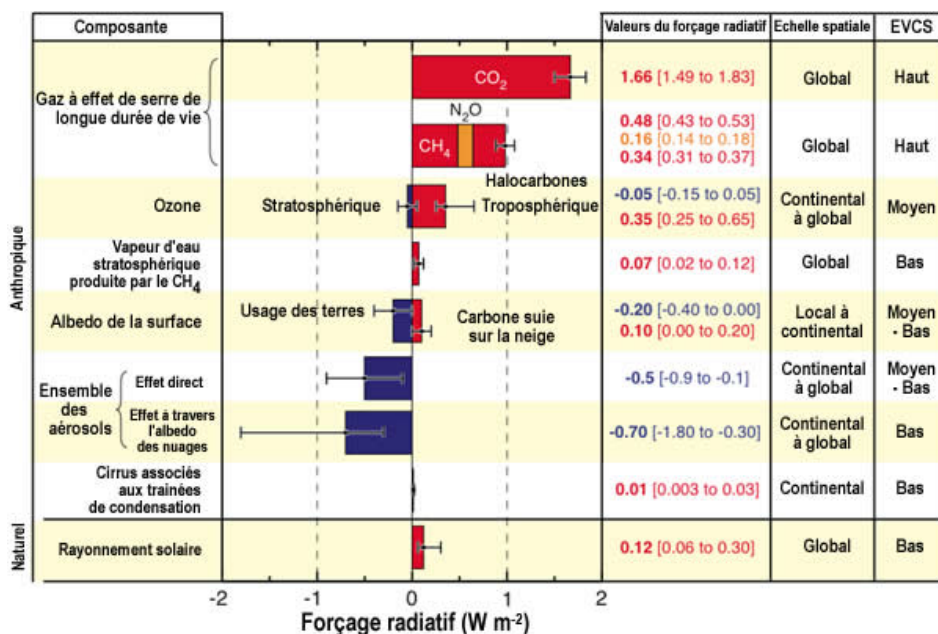 Composante
Valeurs du forçage radiatif
Echelle spatiale
EVCS
Anthropique
Gaz à effet de serre de
longue durée de vie
CO2
1.66 [1.49 to 1.83]
Global
Haut
N2O
CH4
Halocarbones
0.48 [0.43 to 0.53]
0.16 [0.14 to 0.18]
0.34 [0.31 to 0.37]
Global
Haut
Ozone
Stratosphérique
Troposphérique
-0.05 [-0.15 to 0.05]
0.35 [0.25 to 0.65]
Continental
à global
Moyen
Vapeur d'eau
stratosphérique
produite par le CH4
0.07 [0.02 to 0.12]
Global
Bas
Albedo de la surface
Usage des terres
Carbone suie
sur la neige
-0.20 [-0.40 to 0.00]
0.10 [0.00 to 0.20]
Local à
continental
Moyen
- Bas
Ensemble
des
aérosols
Effet direct
-0.5 [-0.9 to -0.1]
Continental
à global
Moyen
- Bas
Effet à travers
l'albedo
des nuages
-0.70 [-1.80 to -0.30]
Continental
à global
Bas
Cirrus associés
aux trainées
de condensation
0.01 [0.003 to 0.03]
Continental
Bas
Naturel
Rayonnement solaire
0.12 [0.06 to 0.30]
Global
Bas
-2 -1 0 1 2
Forçage radiatif (W m-2)